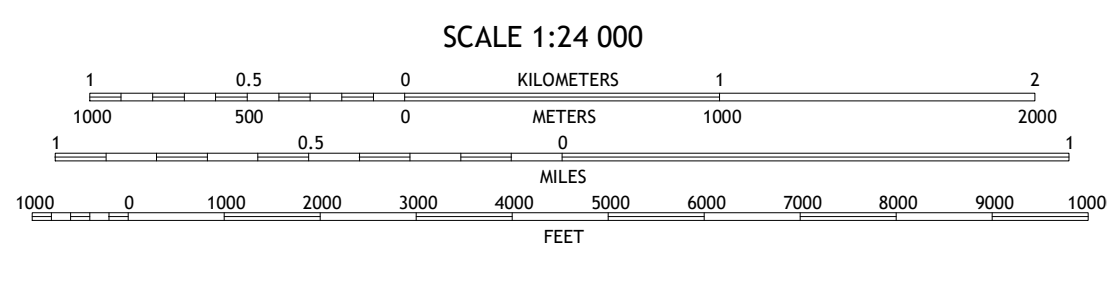 SCALE 1:24 000
1 0.5 0 KILOMETERS 1 2
1000 500 0 METERS 1000 2000
1 0.5 0 1
MILES
1000 0 1000 2000 3000 4000 5000 6000 7000 8000 9000 1000
FEET